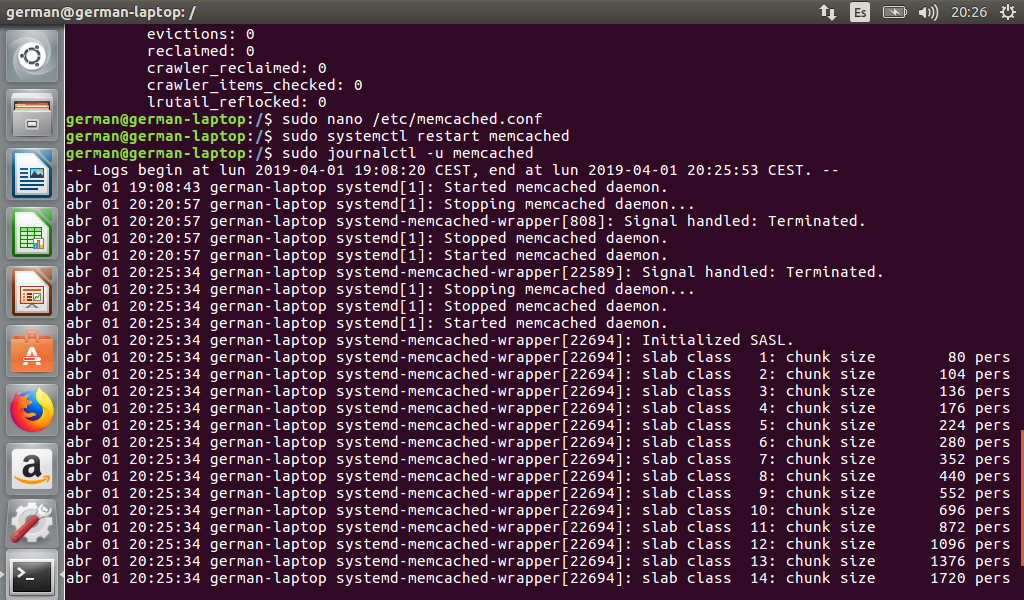 german@german-laptop: /
Es
20:26
evictions: 0
reclaimed: 0
crawler_reclaimed: 0
crawler_items_checked: 0
lrutail_reflocked: 0
german@german-laptop:/$ sudo nano /etc/memcached.conf
german@german-laptop:/$ sudo systemctl restart memcached
german@german-laptop:/$ sudo journalctl -u memcached
-- Logs begin at lun 2019-04-01 19:08:20 CEST, end at lun 2019-04-01 20:25:53 CEST. --
abr 01 19:08:43 german-laptop systemd[1]: Started memcached daemon.
abr 01 20:20:57 german-laptop systemd[1]: Stopping memcached daemon...
abr 01 20:20:57 german-laptop systemd-memcached-wrapper[808]: Signal handled: Terminated.
abr 01 20:20:57 german-laptop systemd[1]: Stopped memcached daemon.
abr 01 20:20:57 german-laptop systemd[1]: Started memcached daemon.
abr 01 20:25:34 german-laptop systemd-memcached-wrapper[22589]: Signal handled: Terminated.
abr 01 20:25:34 german-laptop systemd[1]: Stopping memcached daemon...
abr 01 20:25:34 german-laptop systemd[1]: Stopped memcached daemon.
abr 01 20:25:34 german-laptop systemd[1]: Started memcached daemon.
abr 01 20:25:34 german-laptop systemd-memcached-wrapper[22694]: Initialized SASL.
abr 01 20:25:34 german-laptop systemd-memcached-wrapper[22694]: slab class   1: chunk size        80 pers
abr 01 20:25:34 german-laptop systemd-memcached-wrapper[22694]: slab class   2: chunk size       104 pers
abr 01 20:25:34 german-laptop systemd-memcached-wrapper[22694]: slab class   3: chunk size       136 pers
abr 01 20:25:34 german-laptop systemd-memcached-wrapper[22694]: slab class   4: chunk size       176 pers
abr 01 20:25:34 german-laptop systemd-memcached-wrapper[22694]: slab class   5: chunk size       224 pers
abr 01 20:25:34 german-laptop systemd-memcached-wrapper[22694]: slab class   6: chunk size       280 pers
abr 01 20:25:34 german-laptop systemd-memcached-wrapper[22694]: slab class   7: chunk size       352 pers
abr 01 20:25:34 german-laptop systemd-memcached-wrapper[22694]: slab class   8: chunk size       440 pers
abr 01 20:25:34 german-laptop systemd-memcached-wrapper[22694]: slab class   9: chunk size       552 pers
abr 01 20:25:34 german-laptop systemd-memcached-wrapper[22694]: slab class  10: chunk size       696 pers
abr 01 20:25:34 german-laptop systemd-memcached-wrapper[22694]: slab class  11: chunk size       872 pers
abr 01 20:25:34 german-laptop systemd-memcached-wrapper[22694]: slab class  12: chunk size      1096 pers
abr 01 20:25:34 german-laptop systemd-memcached-wrapper[22694]: slab class  13: chunk size      1376 pers
abr 01 20:25:34 german-laptop systemd-memcached-wrapper[22694]: slab class  14: chunk size      1720 pers